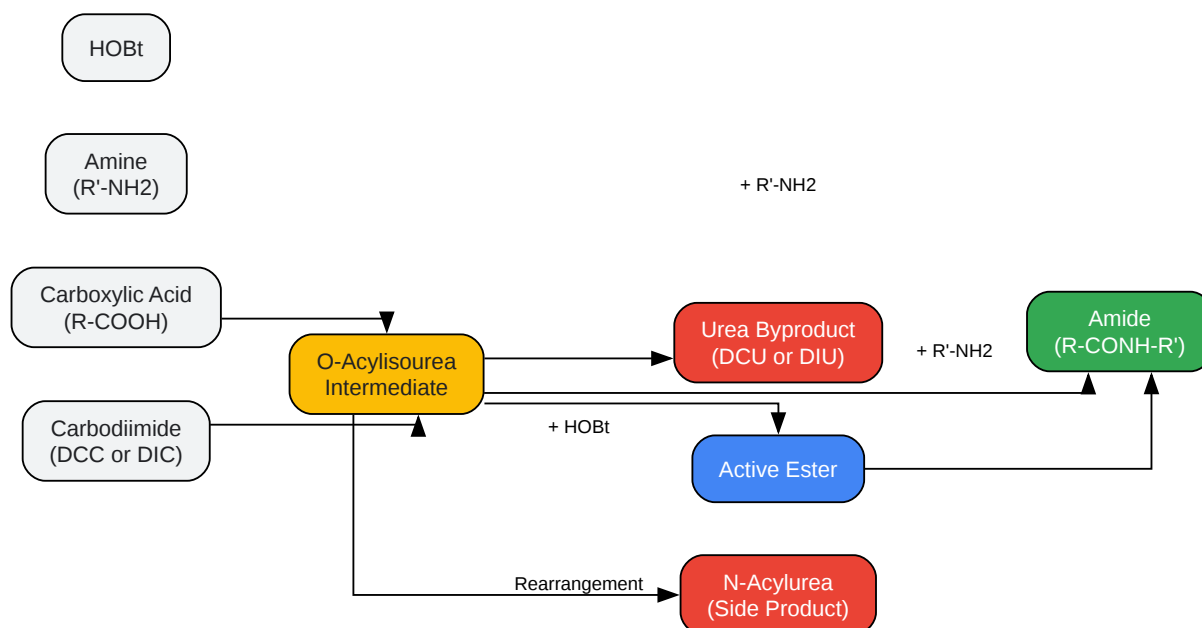 HOBt
Amine
(R'-NH2)
+ R'-NH2
Carboxylic Acid
(R-COOH)
O-Acylisourea
Intermediate
Urea Byproduct
(DCU or DIU)
+ R'-NH2
Amide
(R-CONH-R')
Carbodiimide
(DCC or DIC)
+ HOBt
Active Ester
Rearrangement
N-Acylurea
(Side Product)